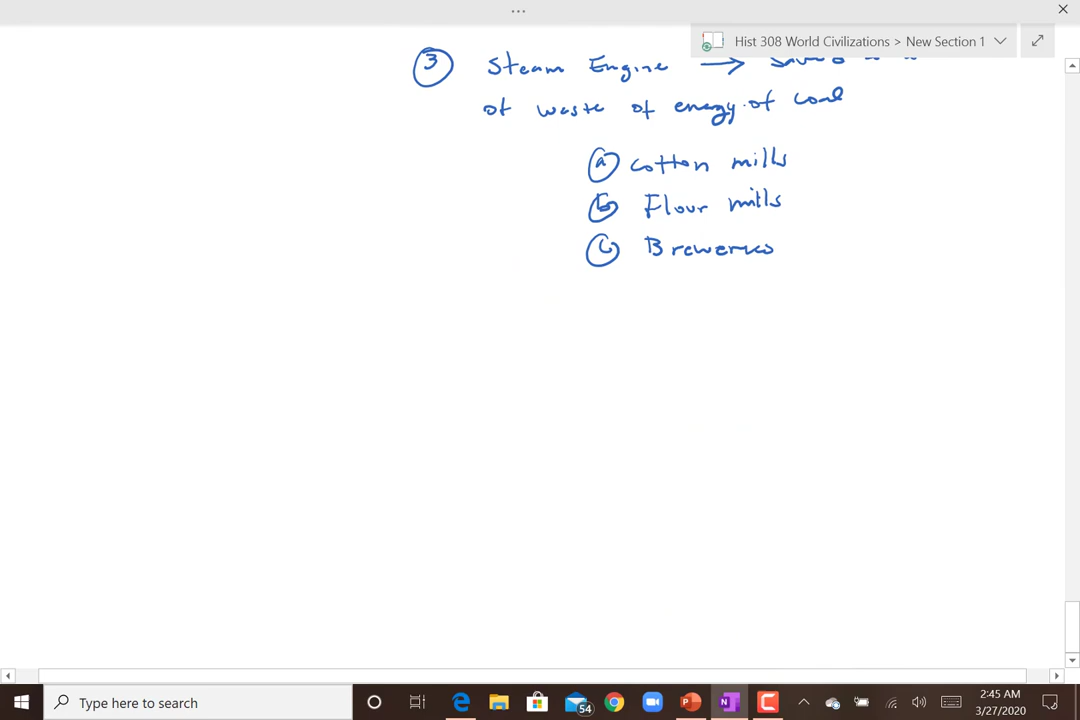 Hist 308 World Civilizations > New Section 1
3 Steam Engine →
of waste of energy of coal
a cotton mills
b Flour mills
c Breweries
Type here to search
54
2:45 AM
3/27/2020